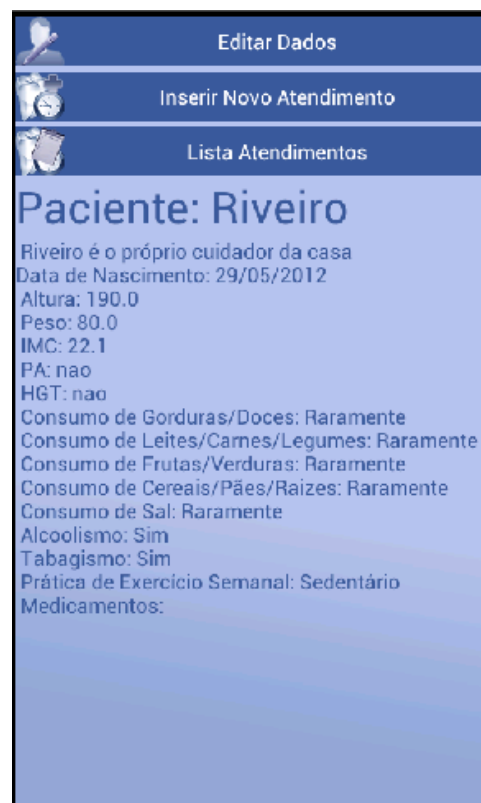 Editar Dados
Inserir Novo Atendimento
Lista Atendimentos
Paciente: Riveiro
Riveiro é o próprio cuidador da casa
Data de Nascimento: 29/05/2012
Altura: 190.0
Peso: 80.0
IMC: 22.1
PA: nao
HGT: nao
Consumo de Gorduras/Doces: Raramente
Consumo de Leites/Carnes/Legumes: Raramente
Consumo de Frutas/Verduras: Raramente
Consumo de Cereais/Pães/Raizes: Raramente
Consumo de Sal: Raramente
Alcoolismo: Sim
Tabagismo: Sim
Prática de Exercício Semanal: Sedentário
Medicamentos: